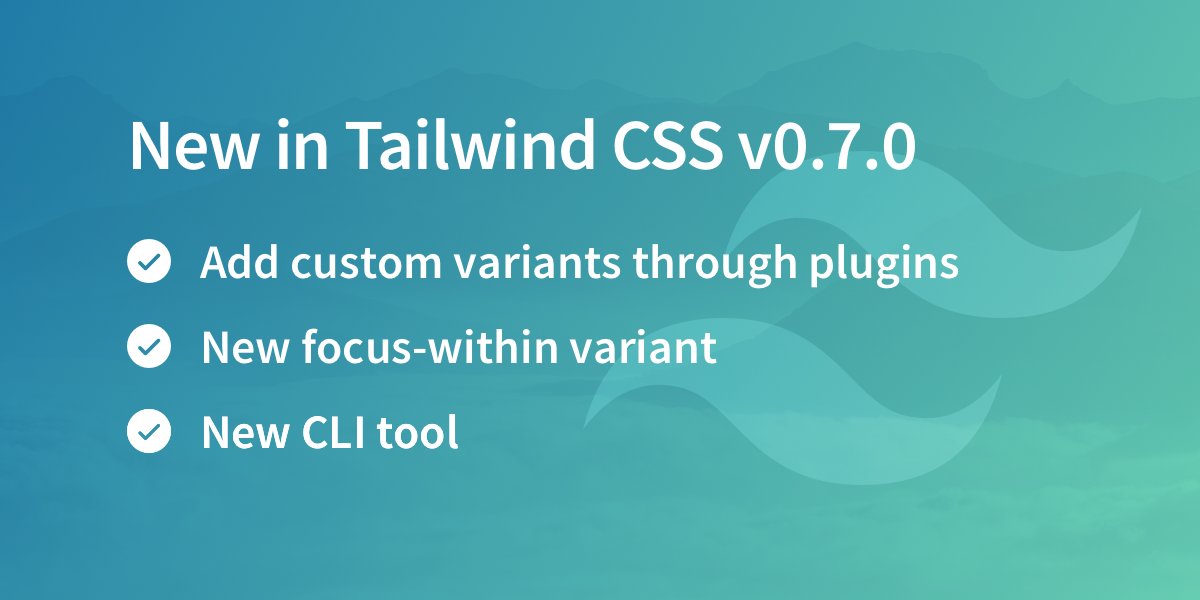 New in Tailwind CSS v0.7.0
Add custom variants through plugins
New focus-within variant
New CLI tool